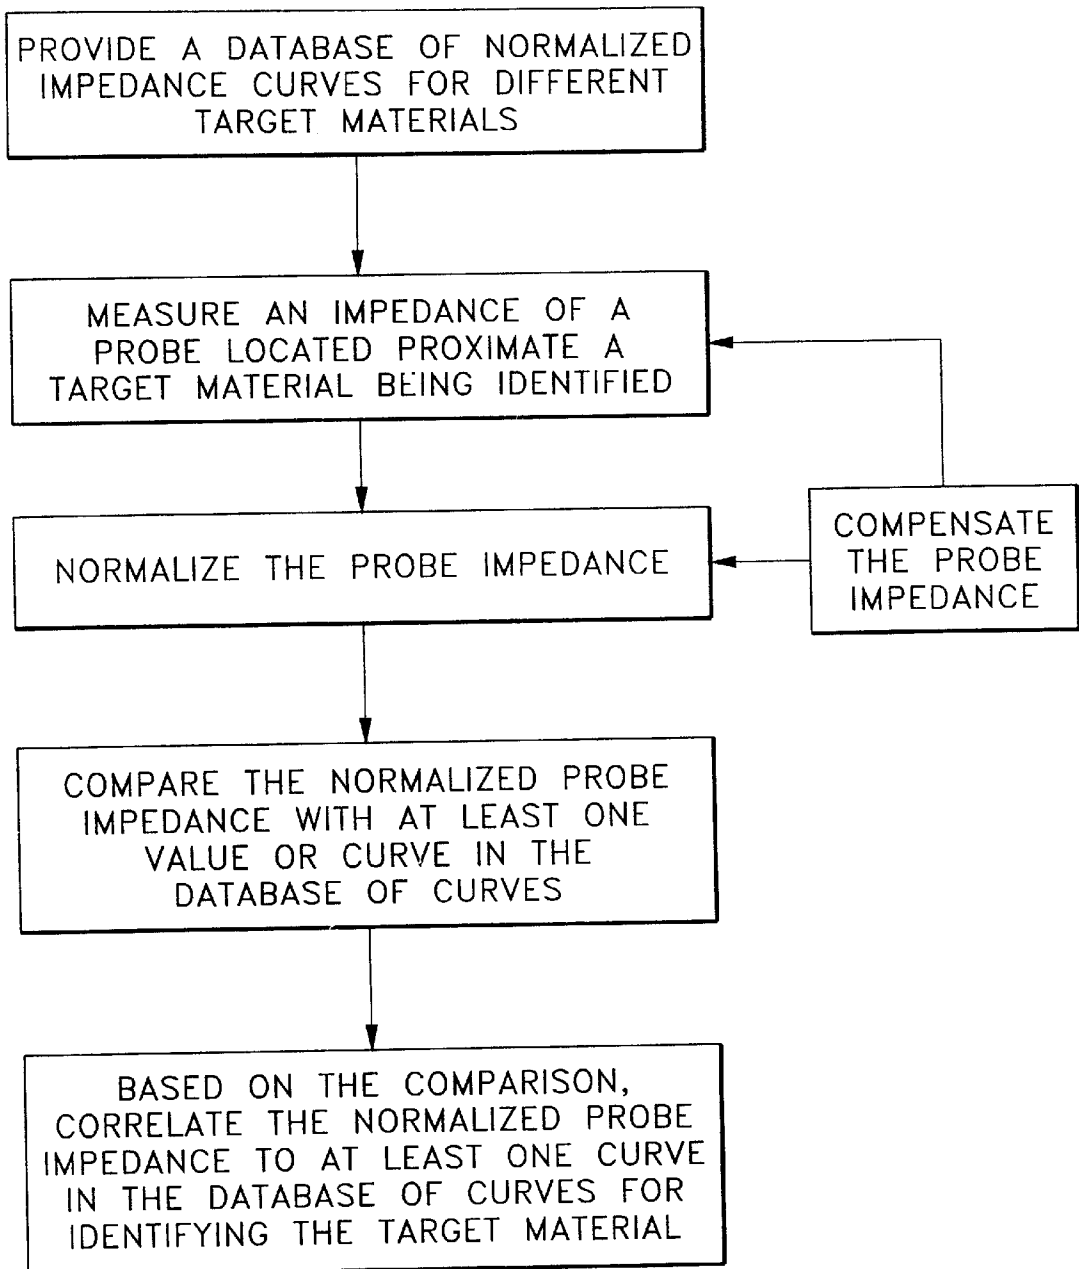 PROVIDE A DATABASE OF NORMALIZED
IMPEDANCE CURVES FOR DIFFERENT
TARGET MATERIALS
MEASURE AN IMPEDANCE OF A
PROBE LOCATED PROXIMATE A
TARGET MATERIAL BEING IDENTIFIED
NORMALIZE THE PROBE IMPEDANCE
COMPENSATE
THE PROBE
IMPEDANCE
COMPARE THE NORMALIZED PROBE
IMPEDANCE WITH AT LEAST ONE
VALUE OR CURVE IN THE
DATABASE OF CURVES
BASED ON THE COMPARISON,
CORRELATE THE NORMALIZED PROBE
IMPEDANCE TO AT LEAST ONE CURVE
IN THE DATABASE OF CURVES FOR
IDENTIFYING THE TARGET MATERIAL